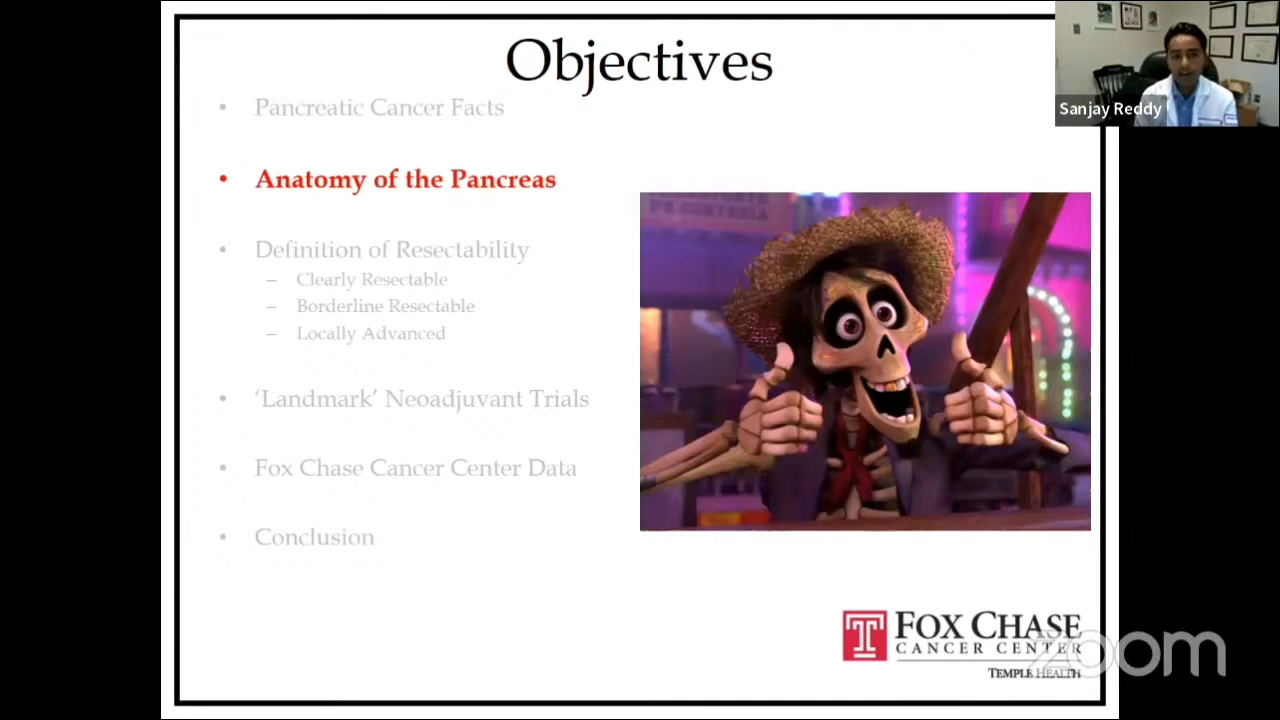 Objectives
Sanjay Reddy
• Pancreatic Cancer Facts
• Anatomy of the Pancreas
• Definition of Resectability
– Clearly Resectable
– Borderline Resectable
– Locally Advanced
• ‘Landmark’ Neoadjuvant Trials
• Fox Chase Cancer Center Data
• Conclusion
FOX CHASE
CANCER CENTER
TEMPLE HEALTH
zoom